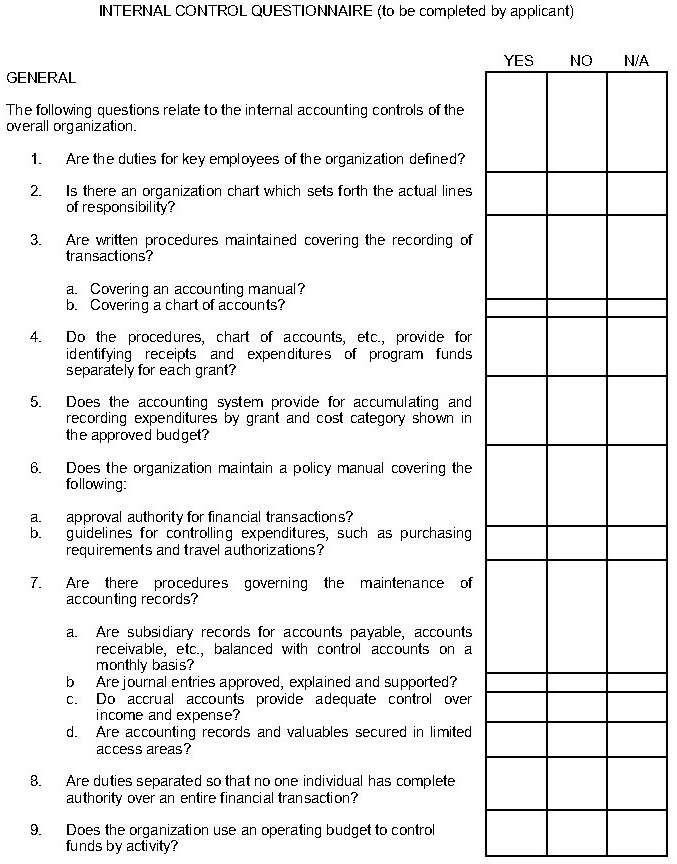 INTERNAL CONTROL QUESTIONNAIRE (to be completed by applicant)
YES NO N/A
GENERAL
The following questions relate to the internal accounting controls of the
overall organization.
1. Are the duties for key employees of the organization defined?
2. Is there an organization chart which sets forth the actual lines
of responsibility?
3. Are written procedures maintained covering the recording of
transactions?
a. Covering an accounting manual?
b. Covering a chart of accounts?
4. Do the procedures, chart of accounts, etc., provide for
identifying receipts and expenditures of program funds
separately for each grant?
5. Does the accounting system provide for accumulating and
recording expenditures by grant and cost category shown in
the approved budget?
6. Does the organization maintain a policy manual covering the
following:
a. approval authority for financial transactions?
b. guidelines for controlling expenditures, such as purchasing
requirements and travel authorizations?
7. Are there procedures governing the maintenance of
accounting records?
a. Are subsidiary records for accounts payable, accounts
receivable, etc., balanced with control accounts on a
monthly basis?
b Are journal entries approved, explained and supported?
c. Do accrual accounts provide adequate control over
income and expense?
d. Are accounting records and valuables secured in limited
access areas?
8. Are duties separated so that no one individual has complete
authority over an entire financial transaction?
9. Does the organization use an operating budget to control
funds by activity?